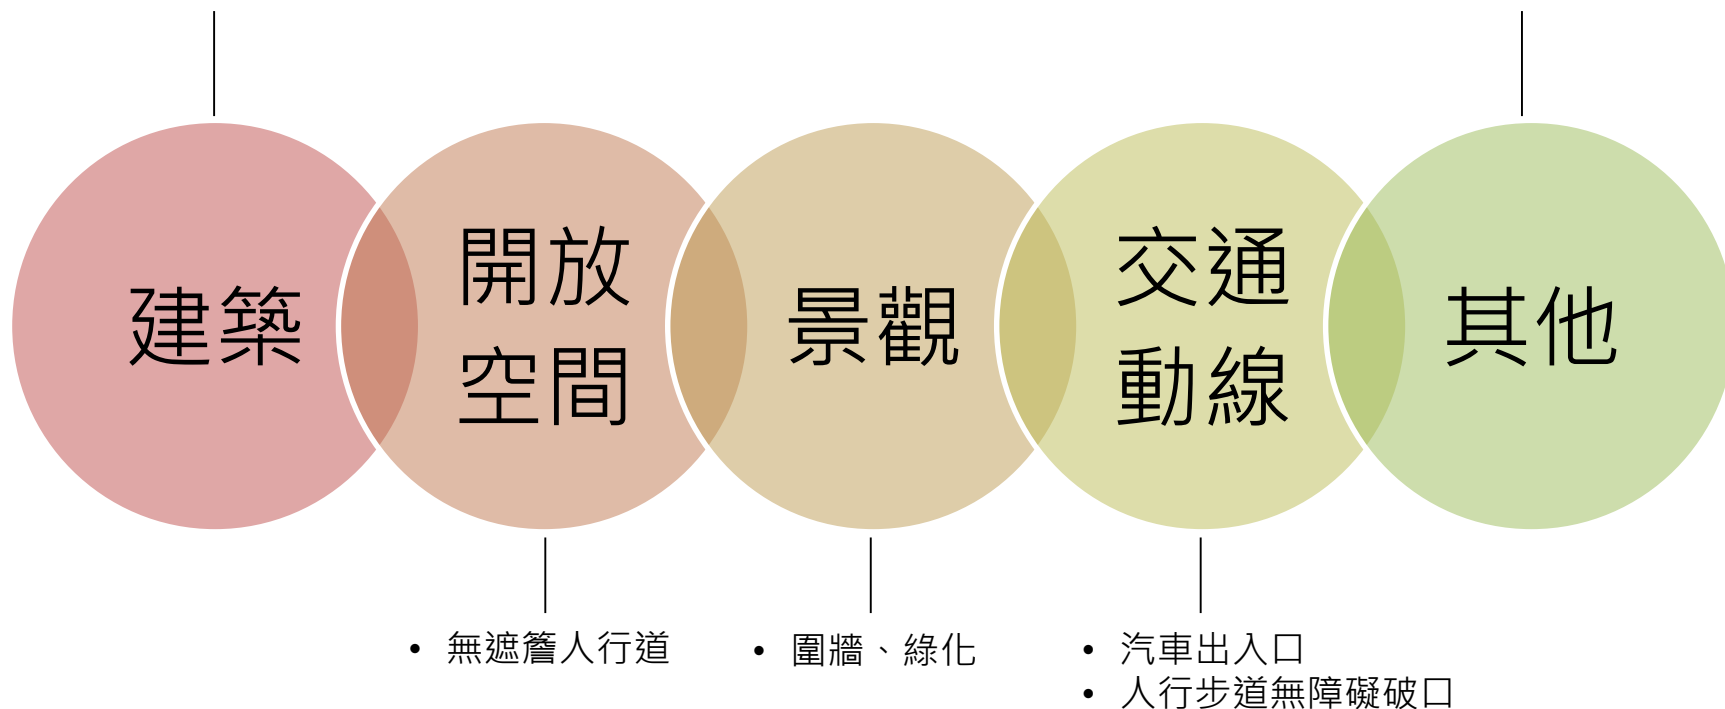 建築
開放
空間
景觀
交通
動線
其他
• 無遮簷人行道
• 圍牆、綠化
• 汽車出入口
• 人行步道無障礙破口